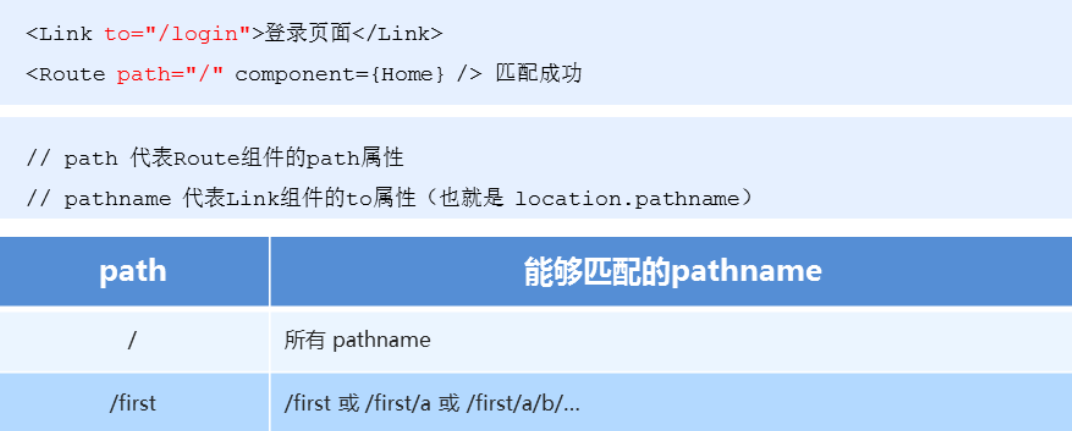 <Link to="/login">登录页面</Link>
<Route path="/" component={Home} /> 匹配成功
// path 代表Route组件的path属性
// pathname 代表Link组件的to属性（也就是 location.pathname）
path 能够匹配的pathname
/ 所有 pathname
/first /first 或 /first/a 或 /first/a/b/...